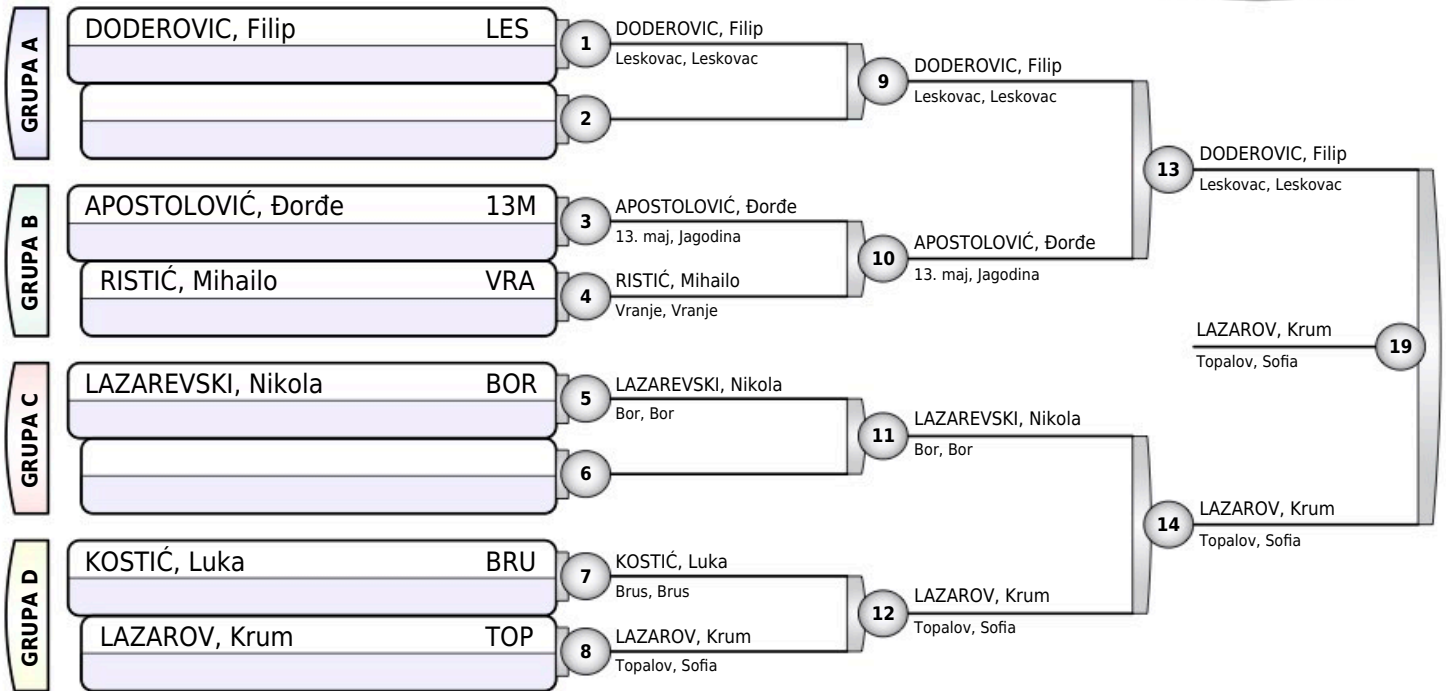 GRUPA A
DODEROVIC, Filip LES
1
DODEROVIC, Filip
Leskovac, Leskovac
2
9
DODEROVIC, Filip
Leskovac, Leskovac
GRUPA B
APOSTOLOVIĆ, Đorđe 13M
3
APOSTOLOVIĆ, Đorđe
13. maj, Jagodina
RISTIĆ, Mihailo VRA
4
RISTIĆ, Mihailo
Vranje, Vranje
10
APOSTOLOVIĆ, Đorđe
13. maj, Jagodina
13
DODEROVIC, Filip
Leskovac, Leskovac
GRUPA C
LAZAREVSKI, Nikola BOR
5
LAZAREVSKI, Nikola
Bor, Bor
6
11
LAZAREVSKI, Nikola
Bor, Bor
GRUPA D
KOSTIĆ, Luka BRU
7
KOSTIĆ, Luka
Brus, Brus
LAZAROV, Krum TOP
8
LAZAROV, Krum
Topalov, Sofia
12
LAZAROV, Krum
Topalov, Sofia
14
LAZAROV, Krum
Topalov, Sofia
LAZAROV, Krum
Topalov, Sofia
19